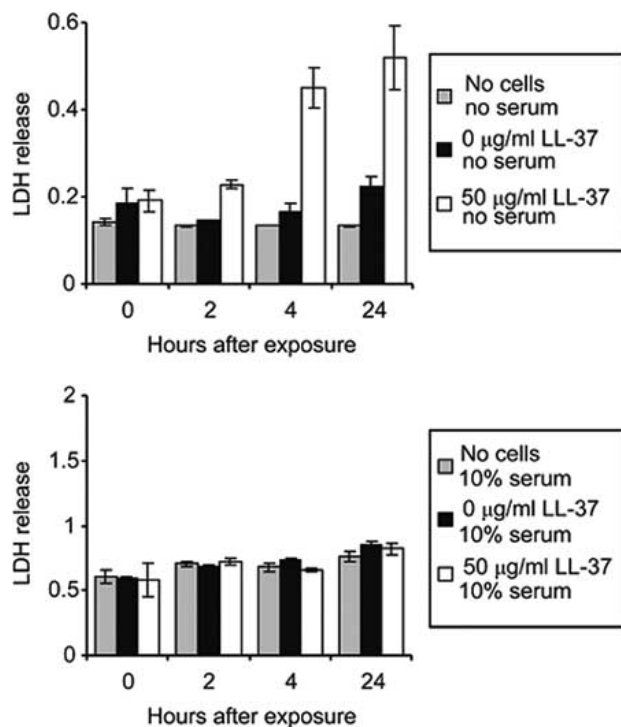 0.6
0.4
0.2
0
LDH release
0
2
4
24
Hours after exposure
No cells
no serum
0 μg/ml LL-37
no serum
50 μg/ml LL-37
no serum
2
1.5
1
0.5
0
LDH release
0
2
4
24
Hours after exposure
No cells
10% serum
0 μg/ml LL-37
10% serum
50 μg/ml LL-37
10% serum